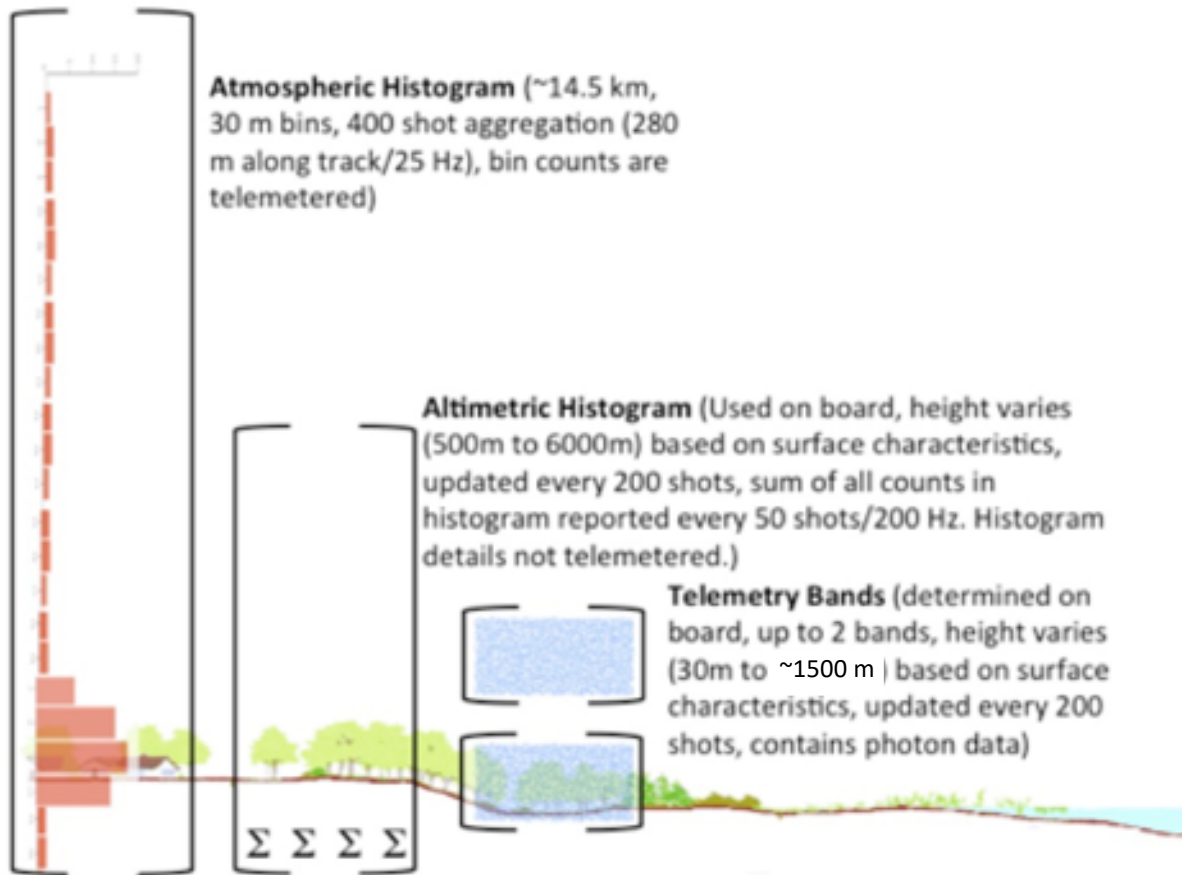 Atmospheric Histogram (~14.5 km,
30 m bins, 400 shot aggregation (280
m along track/25 Hz), bin counts are
telemetered)
Altimetric Histogram (Used on board, height varies
(500m to 6000m) based on surface characteristics,
updated every 200 shots, sum of all counts in
histogram reported every 50 shots/200 Hz. Histogram
details not telemetered.)
Telemetry Bands (determined on
board, up to 2 bands, height varies
(30m to ~1500 m ) based on surface
characteristics, updated every 200
shots, contains photon data)
Σ Σ Σ Σ